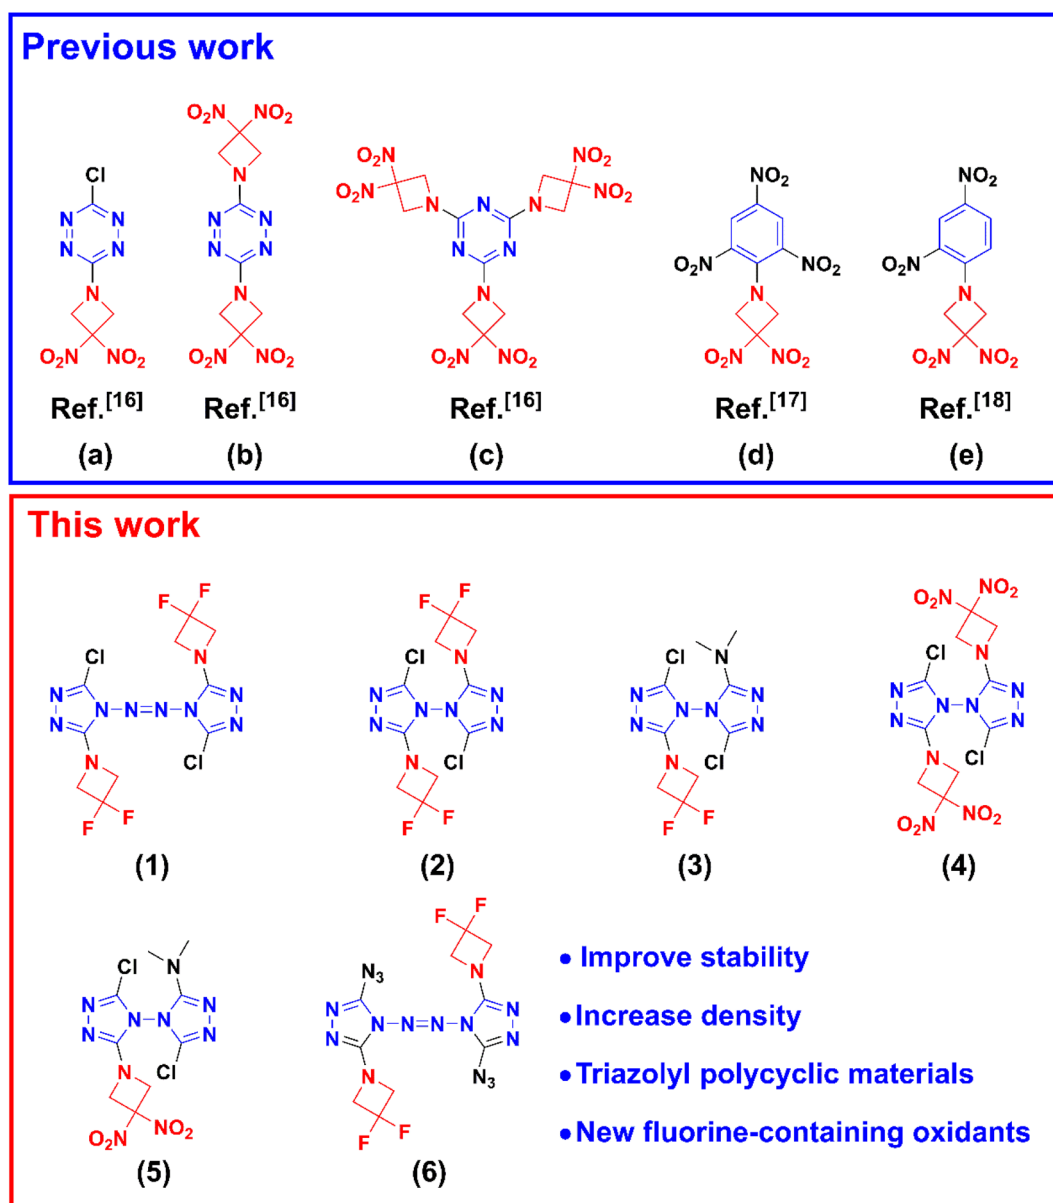 Previous work
O₂N NO₂
Cl N O₂N NO₂ NO₂ NO₂ NO₂ NO₂
N N N N O₂N N N N NO₂
N N N N N N O₂N NO₂ O₂N
N N N N N
O₂N NO₂ O₂N NO₂ O₂N NO₂ O₂N NO₂ O₂N NO₂
Ref.[16] Ref.[16] Ref.[16] Ref.[17] Ref.[18]
(a) (b) (c) (d) (e)
This work
F F F F O₂N NO₂
Cl N Cl N Cl N Cl N
N N N N N N N N N N N N N N N N
N N N N N N N N N N N N
N Cl N Cl N Cl N Cl
F F F F F F O₂N NO₂
(1) (2) (3) (4)
F F
Cl N N₃ N
N N N N N N N N N N
N N N N N N
N Cl N N₃
O₂N NO₂ F F
(5) (6)
• Improve stability
• Increase density
• Triazolyl polycyclic materials
• New fluorine-containing oxidants